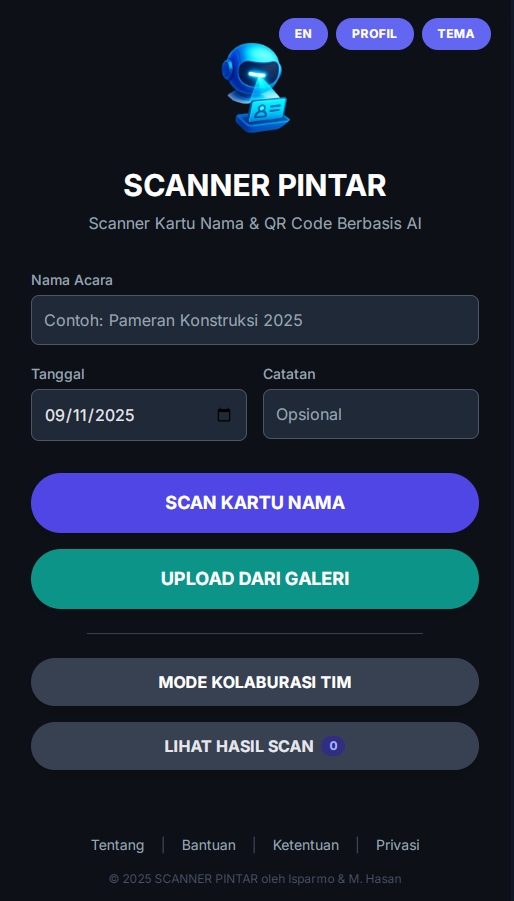 EN PROFIL TEMA
SCANNER PINTAR
Scanner Kartu Nama & QR Code Berbasis AI
Nama Acara
Contoh: Pameran Konstruksi 2025
Tanggal Catatan
09/11/2025 Opsional
SCAN KARTU NAMA
UPLOAD DARI GALERI
MODE KOLABORASI TIM
LIHAT HASIL SCAN 0
Tentang | Bantuan | Ketentuan | Privasi
© 2025 SCANNER PINTAR oleh Isparmo & M. Hasan